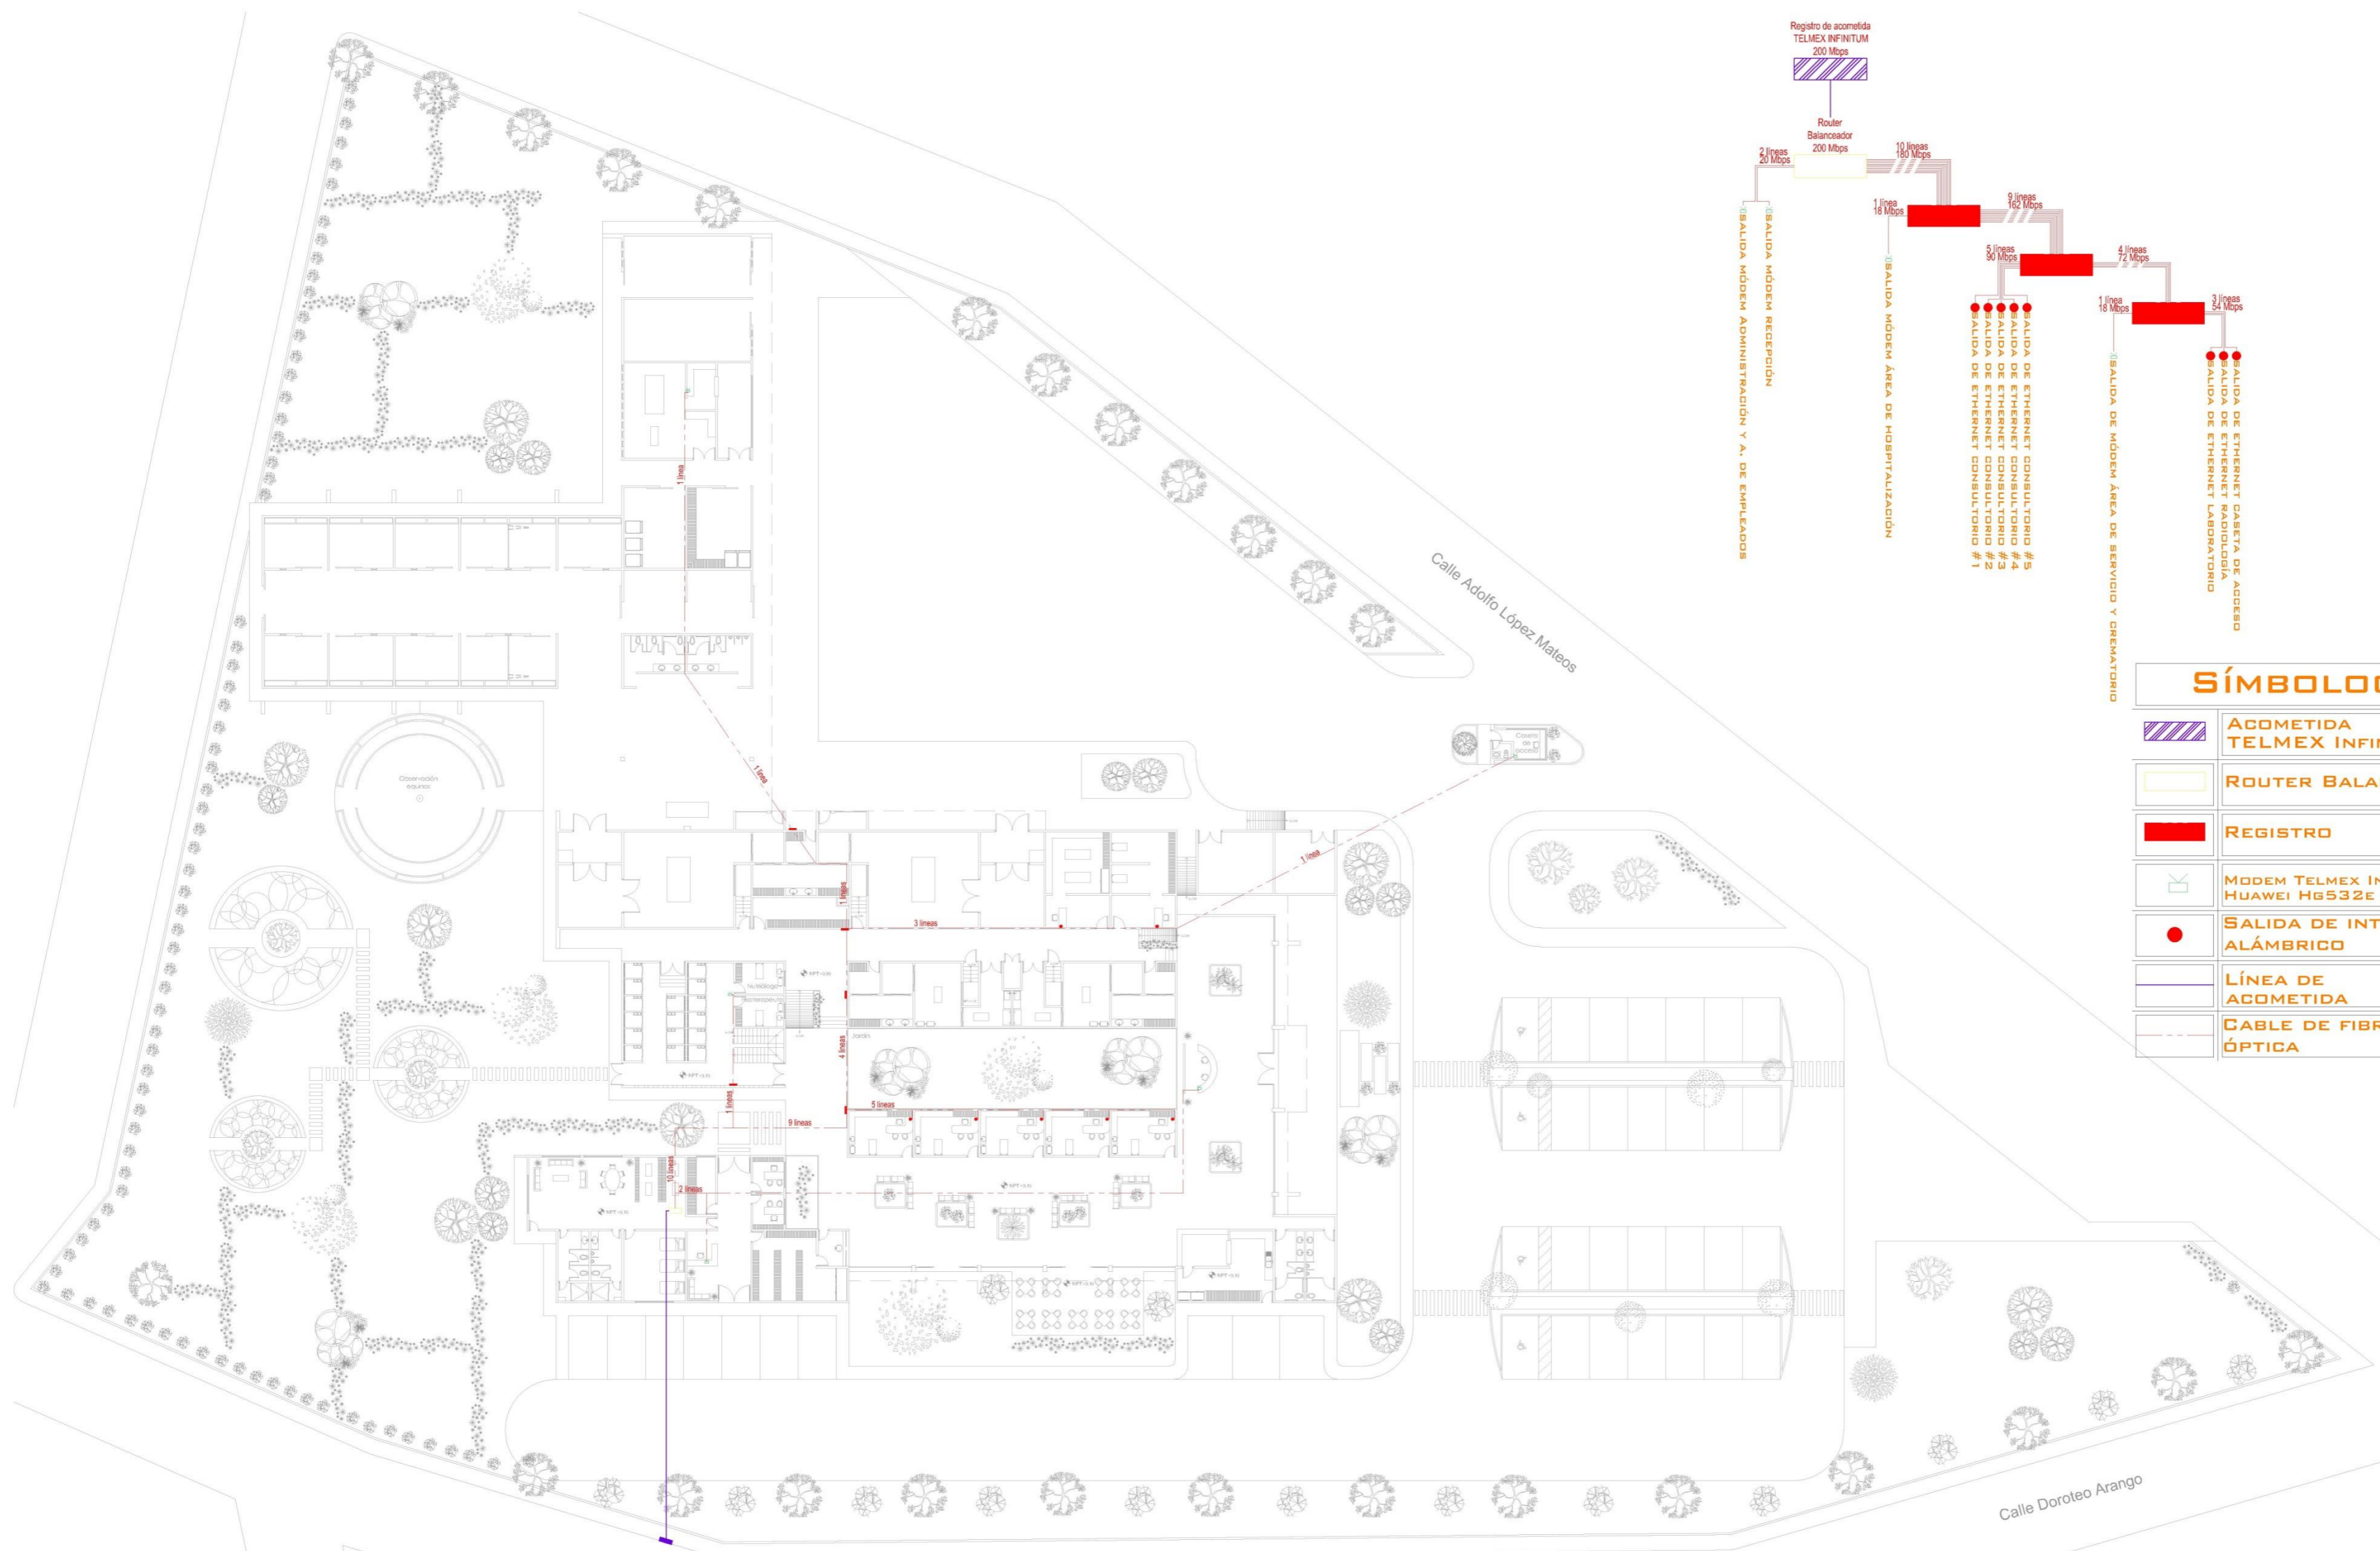 Registro de acometida
TELMEX INFINITUM
200 Mbps
Router
Balanceador
200 Mbps
2 líneas
20 Mbps
10 líneas
180 Mbps
1 línea
18 Mbps
9 líneas
162 Mbps
5 líneas
90 Mbps
4 líneas
72 Mbps
1 línea
18 Mbps
3 líneas
54 Mbps
SALIDA MÓDEM ADMINISTRACIÓN Y A. DE EMPLEADOS
SALIDA MÓDEM RECEPCIÓN
SALIDA MÓDEM ÁREA DE HOSPITALIZACIÓN
SALIDA DE ETHERNET CONSULTORIO #1
SALIDA DE ETHERNET CONSULTORIO #2
SALIDA DE ETHERNET CONSULTORIO #3
SALIDA DE ETHERNET CONSULTORIO #4
SALIDA DE ETHERNET CONSULTORIO #5
SALIDA DE MÓDEM ÁREA DE SERVICIO Y CREMATORIO
SALIDA DE ETHERNET LABORATORIO
SALIDA DE ETHERNET RADIOLOGÍA
SALIDA DE ETHERNET CASETA DE ACCESO
SÍMBOLO
ACOMETIDA
TELMEX INFI
ROUTER BALA
REGISTRO
MODEM TELMEX IN
HUAWEI HG532E
SALIDA DE INT
ALÁMBRICO
LÍNEA DE
ACOMETIDA
CABLE DE FIBR
ÓPTICA
Calle Adolfo López Mateos
Calle Doroteo Arango
1 línea
1 línea
1 línea
Caseta
de
acceso
Observación
equinos
1 líneas
3 líneas
4 líneas
5 líneas
1 líneas
9 líneas
10 líneas
2 líneas
Jardín